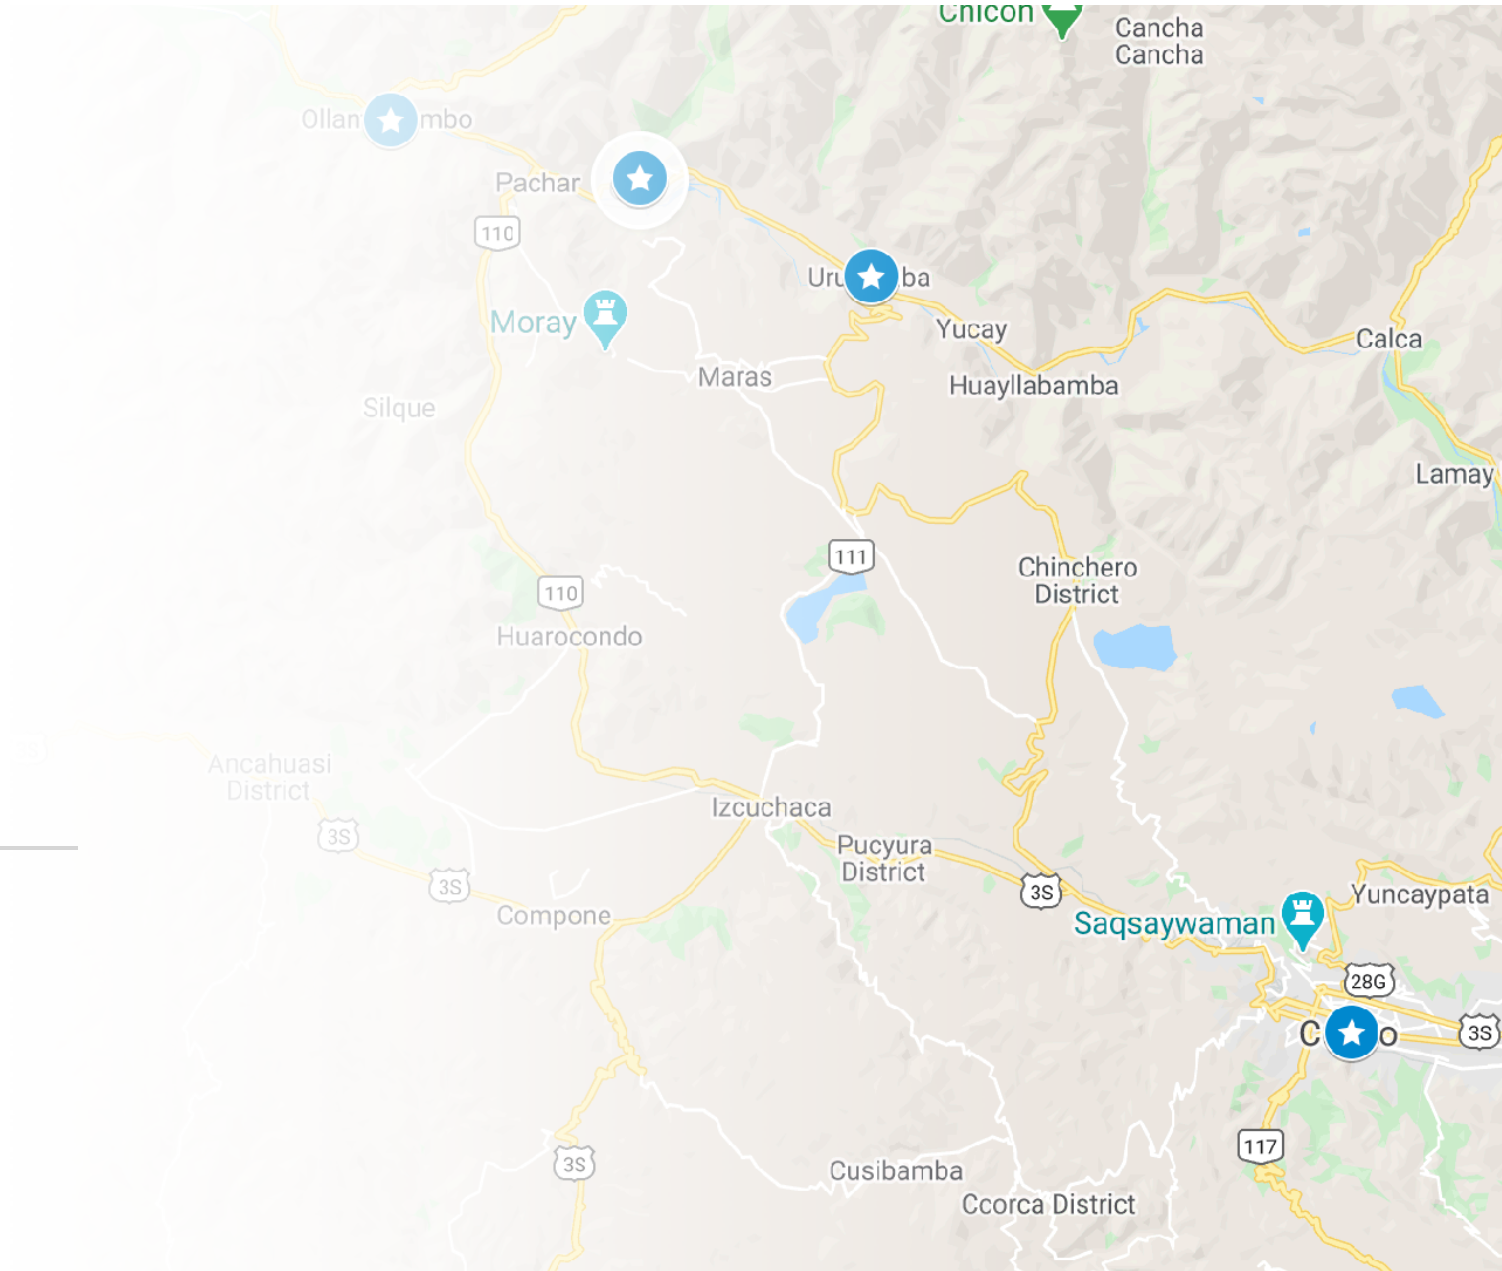 Chicon
Cancha
Cancha
Ollan
mbo
Pachar
110
Uru
ba
Moray
Yucay
Calca
Maras
Huayllabamba
Silque
Lamay
111
Chinchero
District
110
Huarocondo
Ancahuasi
District
Izcuchaca
3S
Pucyura
District
3S
3S
Yuncaypata
Compone
Saqsaywaman
28G
C
o
3S
117
3S
Cusibamba
Ccorca District